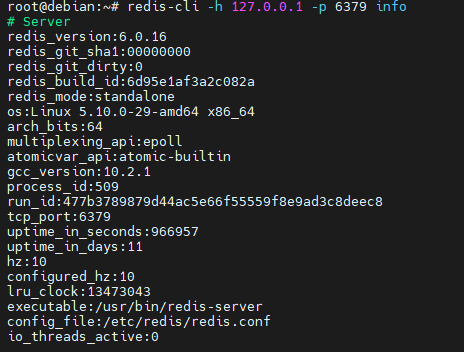 root@debian:~# redis-cli -h 127.0.0.1 -p 6379 info
# Server
redis_version:6.0.16
redis_git_sha1:00000000
redis_git_dirty:0
redis_build_id:6d95e1af3a2c082a
redis_mode:standalone
os:Linux 5.10.0-29-amd64 x86_64
arch_bits:64
multiplexing_api:epoll
atomicvar_api:atomic-builtin
gcc_version:10.2.1
process_id:509
run_id:477b3789879d44ac5e66f55559f8e9ad3c8deec8
tcp_port:6379
uptime_in_seconds:966957
uptime_in_days:11
hz:10
configured_hz:10
lru_clock:13473043
executable:/usr/bin/redis-server
config_file:/etc/redis/redis.conf
io_threads_active:0